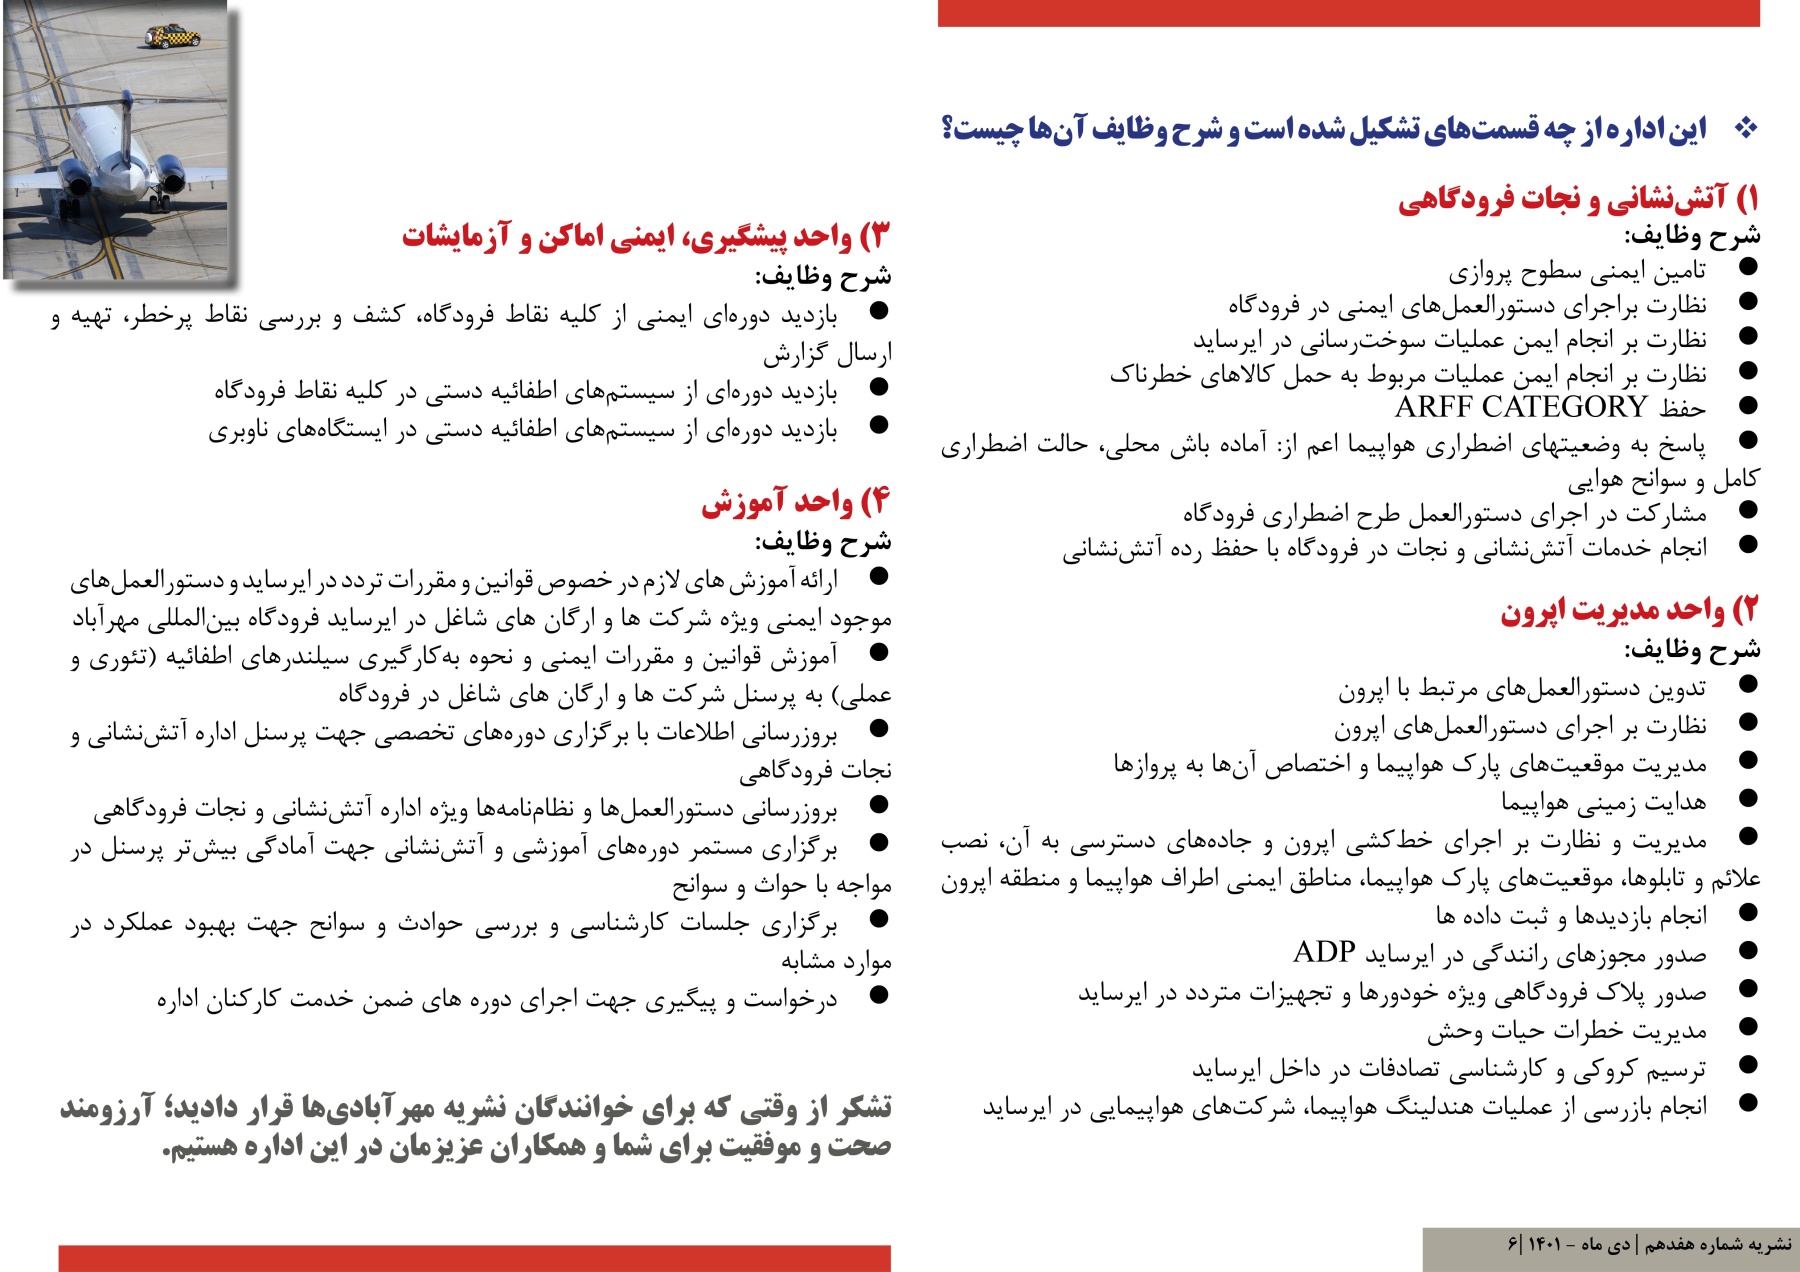 ❖ این اداره از چه قسمت‌های تشکیل شده است و شرح وظایف آن‌ها چیست؟
۱) آتش‌نشانی و نجات فرودگاهی
شرح وظایف:
● تامین ایمنی سطوح پروازی
● نظارت براجرای دستورالعمل‌های ایمنی در فرودگاه
● نظارت بر انجام ایمن عملیات سوخت‌رسانی در ایرساید
● نظارت بر انجام ایمن عملیات مربوط به حمل کالاهای خطرناک
● حفظ ARFF CATEGORY
● پاسخ به وضعیتهای اضطراری هواپیما اعم از: آماده باش محلی، حالت اضطراری
کامل و سوانح هوایی
● مشارکت در اجرای دستورالعمل طرح اضطراری فرودگاه
● انجام خدمات آتش‌نشانی و نجات در فرودگاه با حفظ رده آتش‌نشانی
۲) واحد مدیریت اپرون
شرح وظایف:
● تدوین دستورالعمل‌های مرتبط با اپرون
● نظارت بر اجرای دستورالعمل‌های اپرون
● مدیریت موقعیت‌های پارک هواپیما و اختصاص آن‌ها به پروازها
● هدایت زمینی هواپیما
● مدیریت و نظارت بر اجرای خط‌کشی اپرون و جاده‌های دسترسی به آن، نصب
علائم و تابلوها، موقعیت‌های پارک هواپیما، مناطق ایمنی اطراف هواپیما و منطقه اپرون
● انجام بازدیدها و ثبت داده ها
● صدور مجوزهای رانندگی در ایرساید ADP
● صدور پلاک فرودگاهی ویژه خودورها و تجهیزات متردد در ایرساید
● مدیریت خطرات حیات وحش
● ترسیم کروکی و کارشناسی تصادفات در داخل ایرساید
● انجام بازرسی از عملیات هندلینگ هواپیما، شرکت‌های هواپیمایی در ایرساید
۳) واحد پیشگیری، ایمنی اماکن و آزمایشات
شرح وظایف:
● بازدید دوره‌ای ایمنی از کلیه نقاط فرودگاه، کشف و بررسی نقاط پرخطر، تهیه و
ارسال گزارش
● بازدید دوره‌ای از سیستم‌های اطفائیه دستی در کلیه نقاط فرودگاه
● بازدید دوره‌ای از سیستم‌های اطفائیه دستی در ایستگاه‌های ناوبری
۴) واحد آموزش
شرح وظایف:
● ارائه آموزش های لازم در خصوص قوانین و مقررات تردد در ایرساید و دستورالعمل‌های
موجود ایمنی ویژه شرکت ها و ارگان های شاغل در ایرساید فرودگاه بین‌المللی مهرآباد
● آموزش قوانین و مقررات ایمنی و نحوه به‌کارگیری سیلندرهای اطفائیه (تئوری و
عملی) به پرسنل شرکت ها و ارگان های شاغل در فرودگاه
● بروزرسانی اطلاعات با برگزاری دوره‌های تخصصی جهت پرسنل اداره آتش‌نشانی و
نجات فرودگاهی
● بروزرسانی دستورالعمل‌ها و نظام‌نامه‌ها ویژه اداره آتش‌نشانی و نجات فرودگاهی
● برگزاری مستمر دوره‌های آموزشی و آتش‌نشانی جهت آمادگی بیش‌تر پرسنل در
مواجه با حواث و سوانح
● برگزاری جلسات کارشناسی و بررسی حوادث و سوانح جهت بهبود عملکرد در
موارد مشابه
● درخواست و پیگیری جهت اجرای دوره های ضمن خدمت کارکنان اداره
تشکر از وقتی که برای خوانندگان نشریه مهرآبادی‌ها قرار دادید؛ آرزومند
صحت و موفقیت برای شما و همکاران عزیزمان در این اداره هستیم.
نشریه شماره هفدهم | دی ماه - ۱۴۰۱ |۶